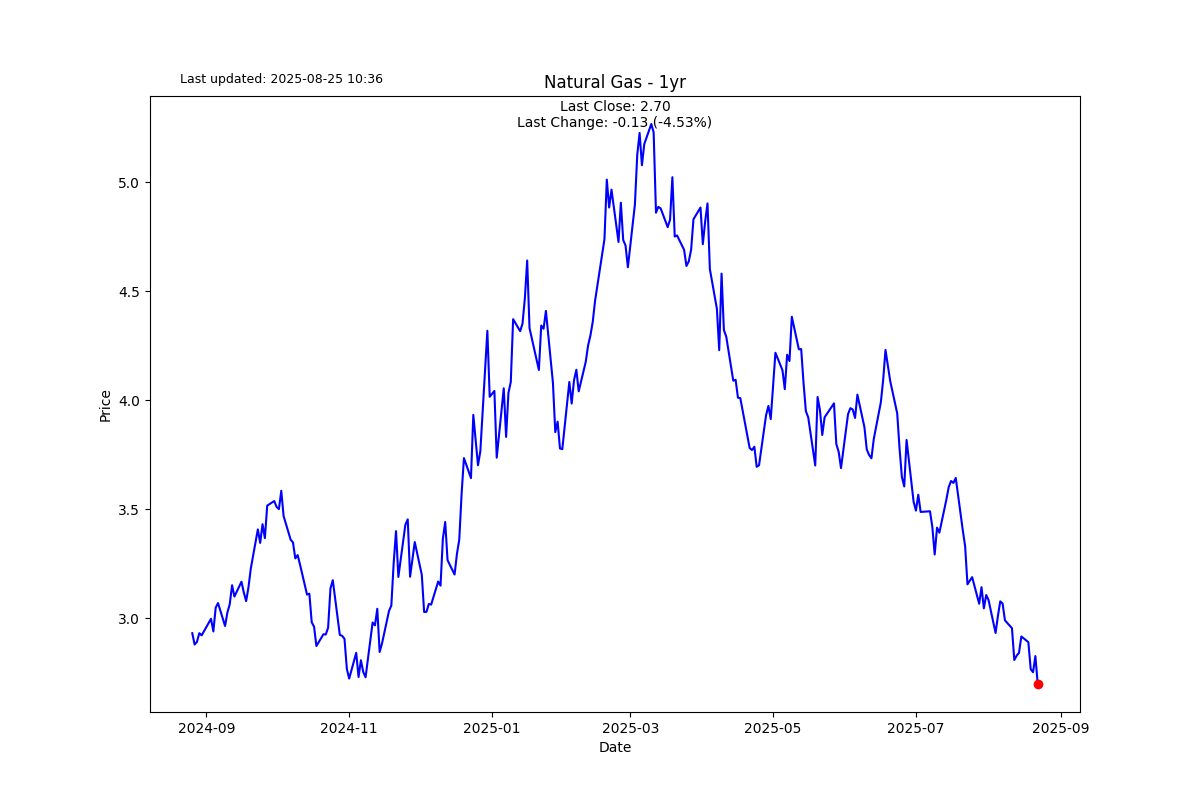 Last updated: 2025-08-25 10:36
Natural Gas - 1yr
Last Close: 2.70
Last Change: -0.13 (-4.53%)
Price
5.0
4.5
4.0
3.5
3.0
2024-09
2024-11
2025-01
2025-03
2025-05
2025-07
2025-09
Date